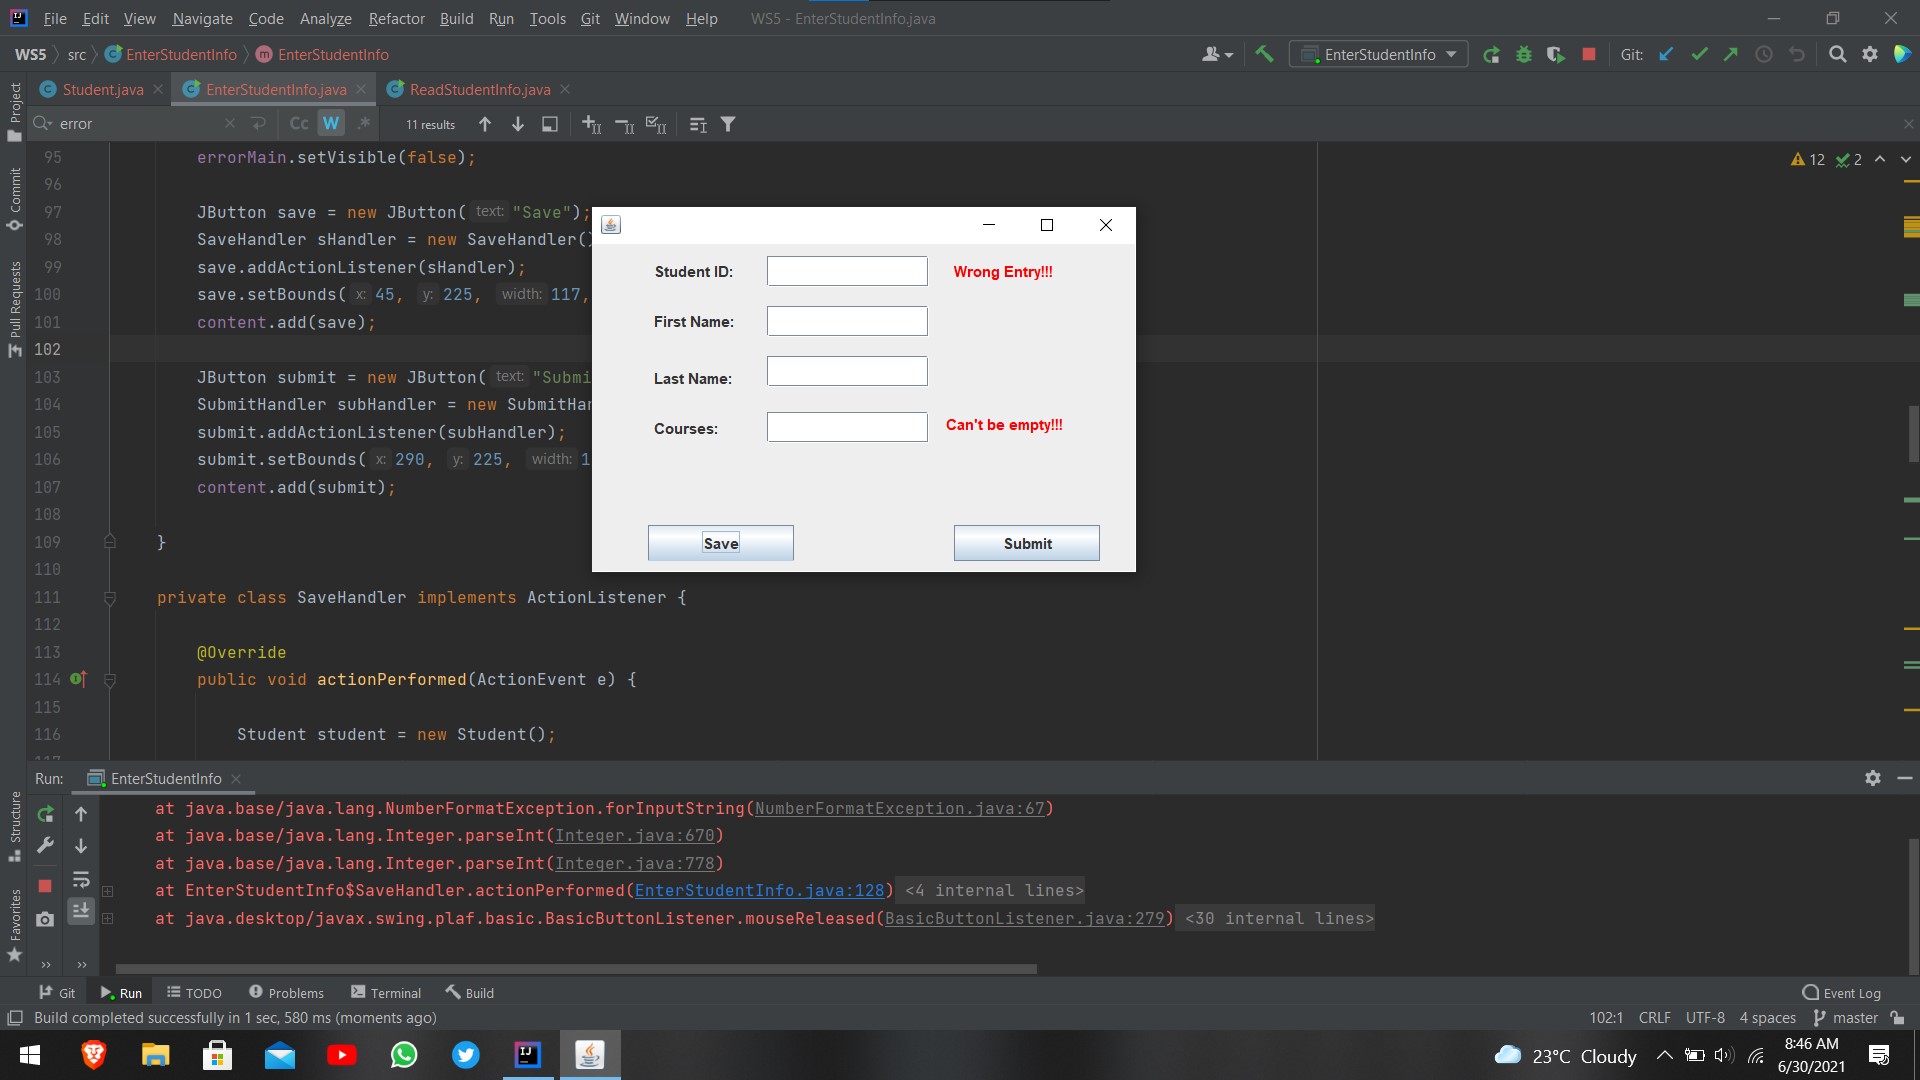 File Edit View Navigate Code Analyze Refactor Build Run Tools Git Window Help WS5 - EnterStudentInfo.java
WS5 src EnterStudentInfo m EnterStudentInfo EnterStudentInfo Git:
Student.java EnterStudentInfo.java ReadStudentInfo.java
error Cc W .* 11 results
95 errorMain.setVisible(false);
12 2
96
97 JButton save = new JButton( text: "Save");
98 SaveHandler sHandler = new SaveHandler()
99 save.addActionListener(sHandler);
100 save.setBounds( x: 45, y: 225, width: 117,
101 content.add(save);
102
103 JButton submit = new JButton( text: "Submi
104 SubmitHandler subHandler = new SubmitHan
105 submit.addActionListener(subHandler);
106 submit.setBounds( x: 290, y: 225, width: 1
107 content.add(submit);
108
109 }
110
111 private class SaveHandler implements ActionListener {
112
113 @Override
114 public void actionPerformed(ActionEvent e) {
115
116 Student student = new Student();
Student ID: Wrong Entry!!!
First Name:
Last Name:
Courses: Can't be empty!!!
Save Submit
Project
Commit
Pull Requests
Structure
Favorites
Run: EnterStudentInfo
at java.base/java.lang.NumberFormatException.forInputString(NumberFormatException.java:67)
at java.base/java.lang.Integer.parseInt(Integer.java:670)
at java.base/java.lang.Integer.parseInt(Integer.java:778)
at EnterStudentInfo$SaveHandler.actionPerformed(EnterStudentInfo.java:128) <4 internal lines>
at java.desktop/javax.swing.plaf.basic.BasicButtonListener.mouseReleased(BasicButtonListener.java:279) <30 internal lines>
Git Run TODO Problems Terminal Build Event Log
Build completed successfully in 1 sec, 580 ms (moments ago) 102:1 CRLF UTF-8 4 spaces master
23°C Cloudy
8:46 AM
6/30/2021